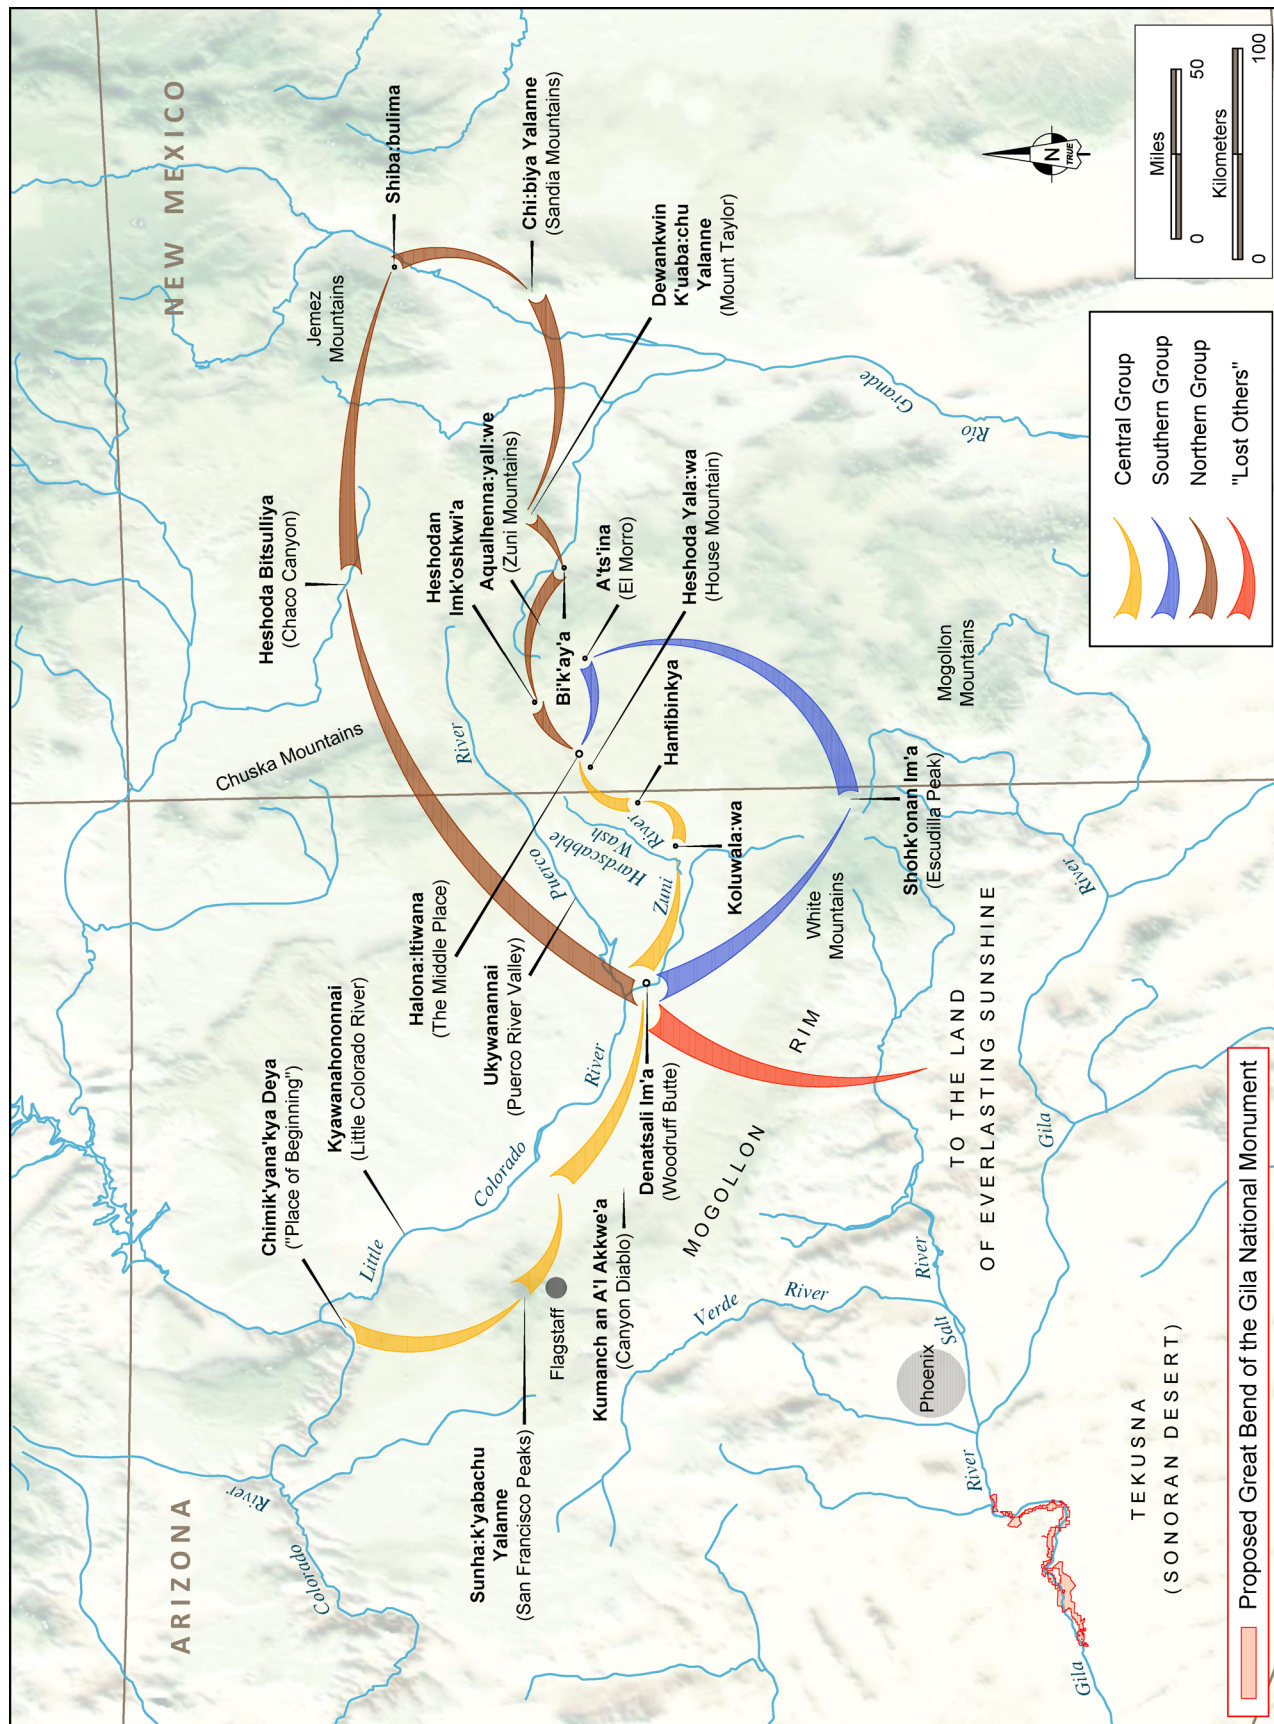 ARIZONA
NEW MEXICO
Colorado
River
Chimik'yana'kya Deya
("Place of Beginning")
Kyawanahononnai
(Little Colorado River)
Little
Colorado
River
Sunha:k'yabachu
Yalanne
(San Francisco Peaks)
Flagstaff
Kumanch an A'l Akkwe'a
(Canyon Diablo)
Denatsali Im'a
(Woodruff Butte)
Ukywanannai
(Puerco River Valley)
Halona:Itiwana
(The Middle Place)
Puerco
River
Hardscabble
Wash
Zuni
River
Chuska Mountains
Heshoda Bitsulliya
(Chaco Canyon)
Jemez
Mountains
Shiba:bulima
Chi:biya Yalanne
(Sandia Mountains)
Dewankwin
K'uaba:chu
Yalanne
(Mount Taylor)
Heshodan
Imk'oshkwi'a
Aqualhenna:yall:we
(Zuni Mountains)
Bi'k'ay'a
A'ts'ina
(El Morro)
Heshoda Yala:wa
(House Mountain)
Hanłibinkya
Koluwala:wa
Shohk'onan Im'a
(Escudilla Peak)
White
Mountains
Mogollon
Mountains
Rio
Grande
MOGOLLON
RIM
Verde
River
Salt
River
Phoenix
TO THE LAND
OF EVERLASTING SUNSHINE
Gila
River
River
Gila
TEKUSNA
(SONORAN DESERT)
N
TRUE
Miles
0
50
Kilometers
0
100
Central Group
Southern Group
Northern Group
"Lost Others"
Proposed Great Bend of the Gila National Monument